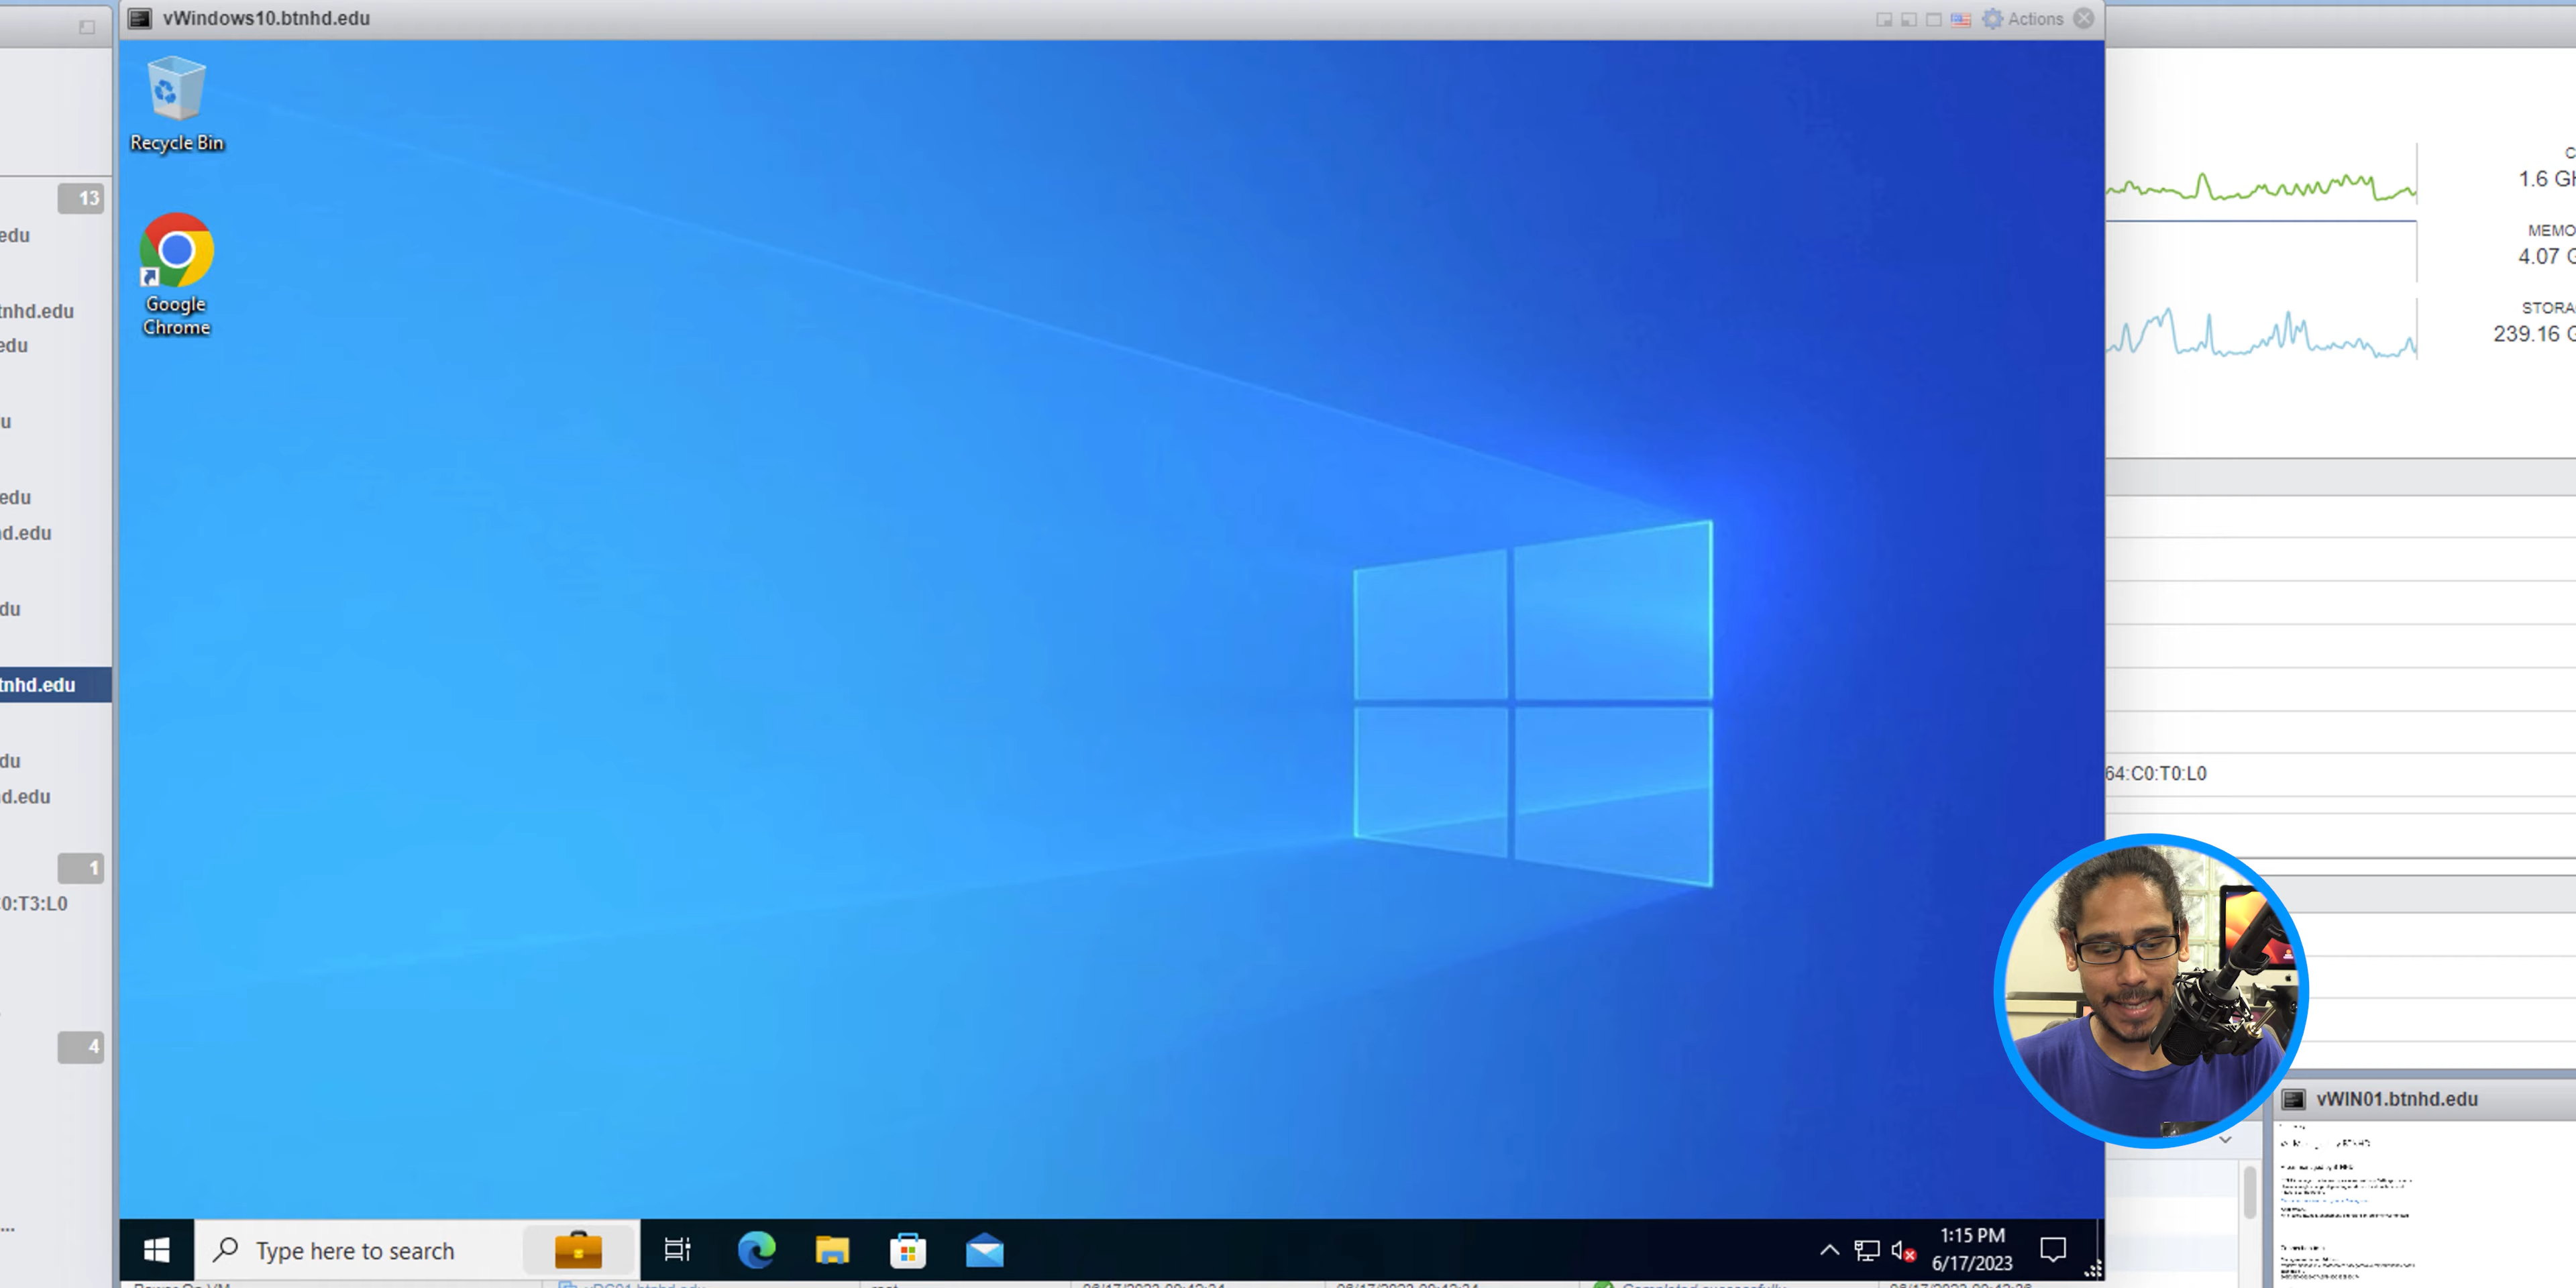 vWindows10.btnhd.edu
Actions
Recycle Bin
Google
Chrome
13
edu
tnhd.edu
edu
u
edu
d.edu
du
tnhd.edu
du
d.edu
1
0:T3:L0
4
...
1.6 GH
MEMO
4.07 G
STORA
239.16 G
64:C0:T0:L0
vWIN01.btnhd.edu
Type here to search
1:15 PM
6/17/2023